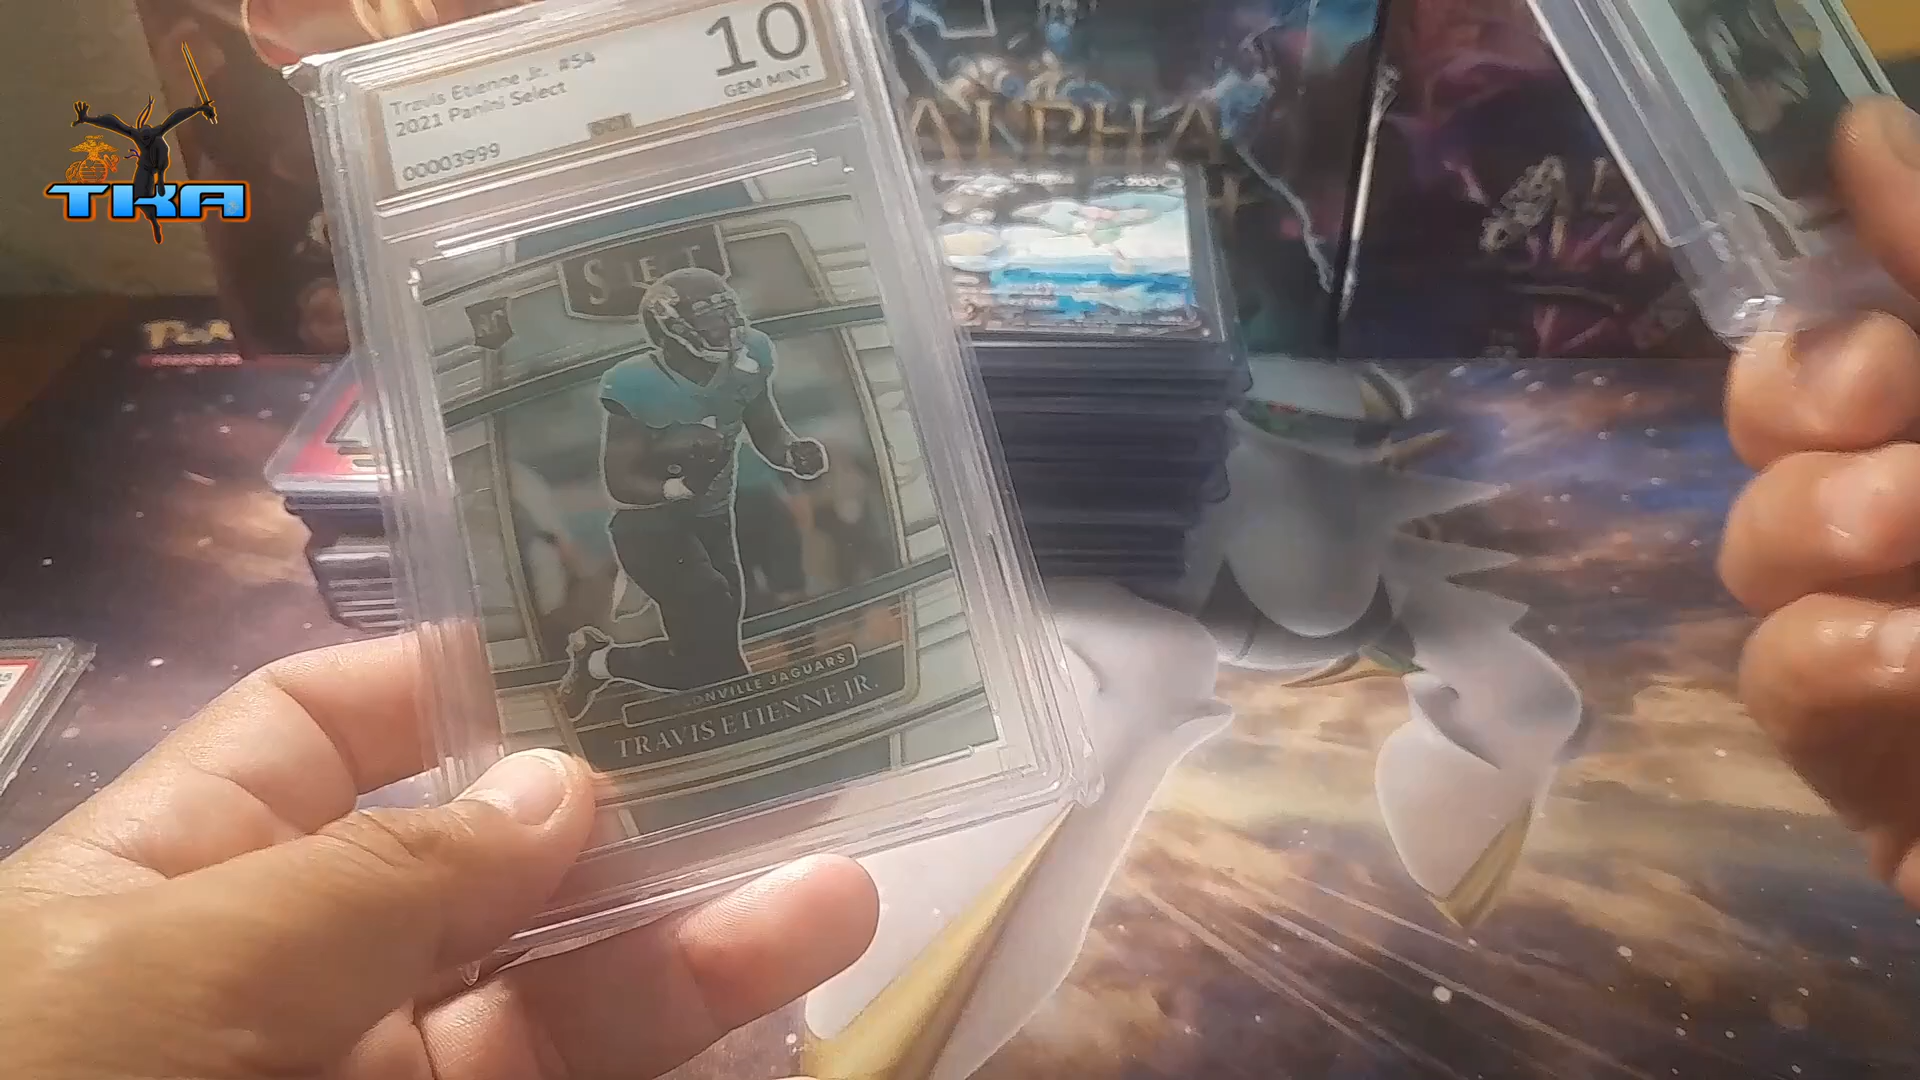 TKA
Travis Etienne Jr. #54
2021 Panini Select
00003999
10
GEM MINT
SELECT
RC
JACKSONVILLE JAGUARS
TRAVIS ETIENNE JR.
ALPHA